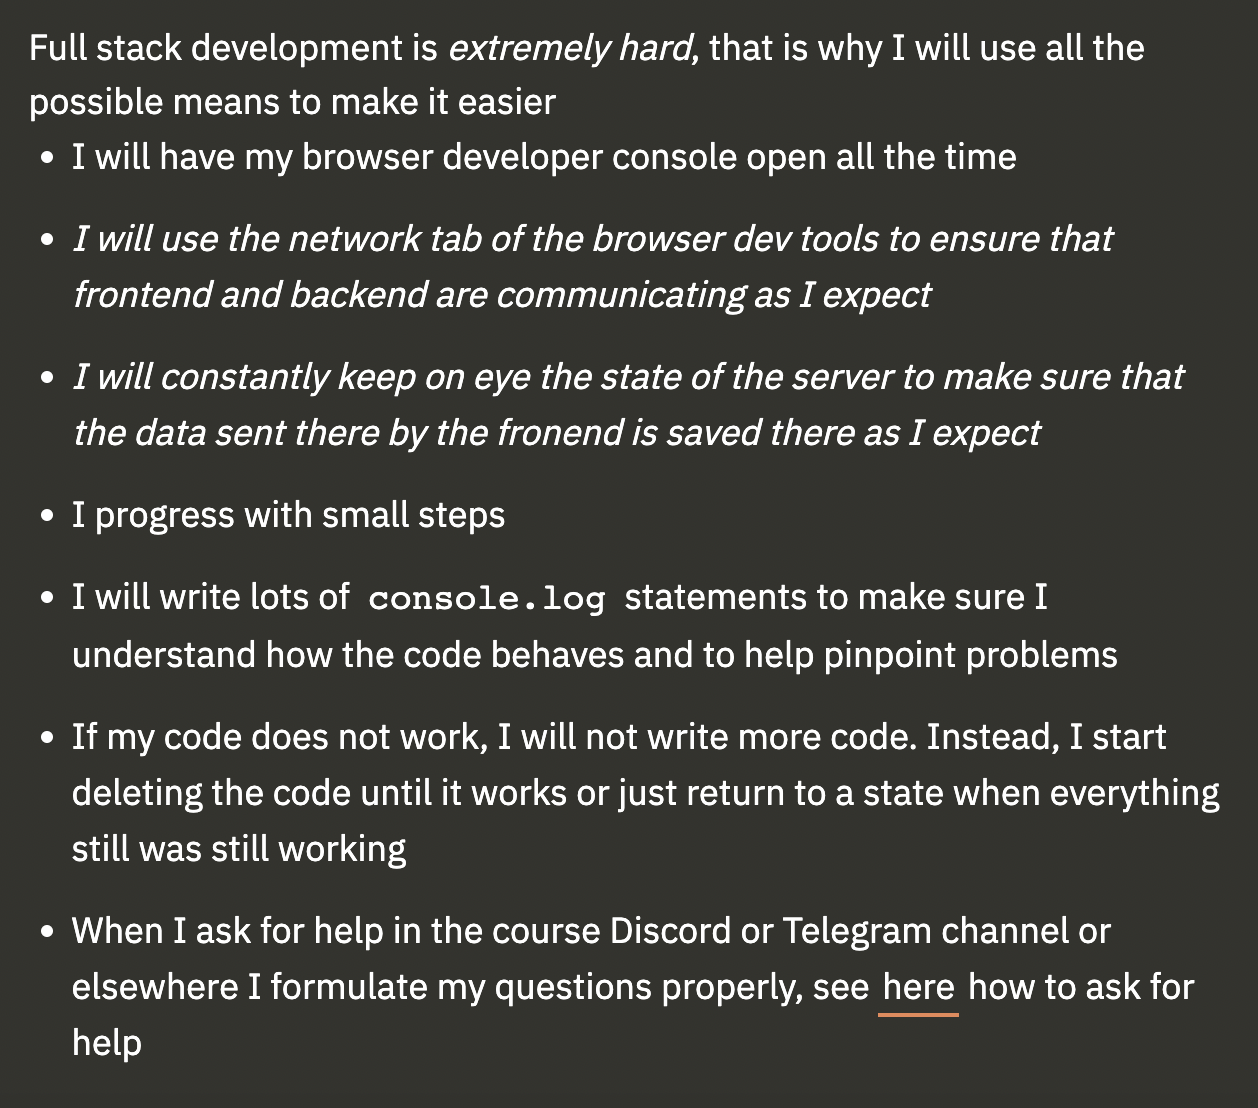 Full stack development is extremely hard, that is why I will use all the
possible means to make it easier
• I will have my browser developer console open all the time
• I will use the network tab of the browser dev tools to ensure that
frontend and backend are communicating as I expect
• I will constantly keep on eye the state of the server to make sure that
the data sent there by the fronend is saved there as I expect
• I progress with small steps
• I will write lots of console.log statements to make sure I
understand how the code behaves and to help pinpoint problems
• If my code does not work, I will not write more code. Instead, I start
deleting the code until it works or just return to a state when everything
still was still working
• When I ask for help in the course Discord or Telegram channel or
elsewhere I formulate my questions properly, see here how to ask for
help